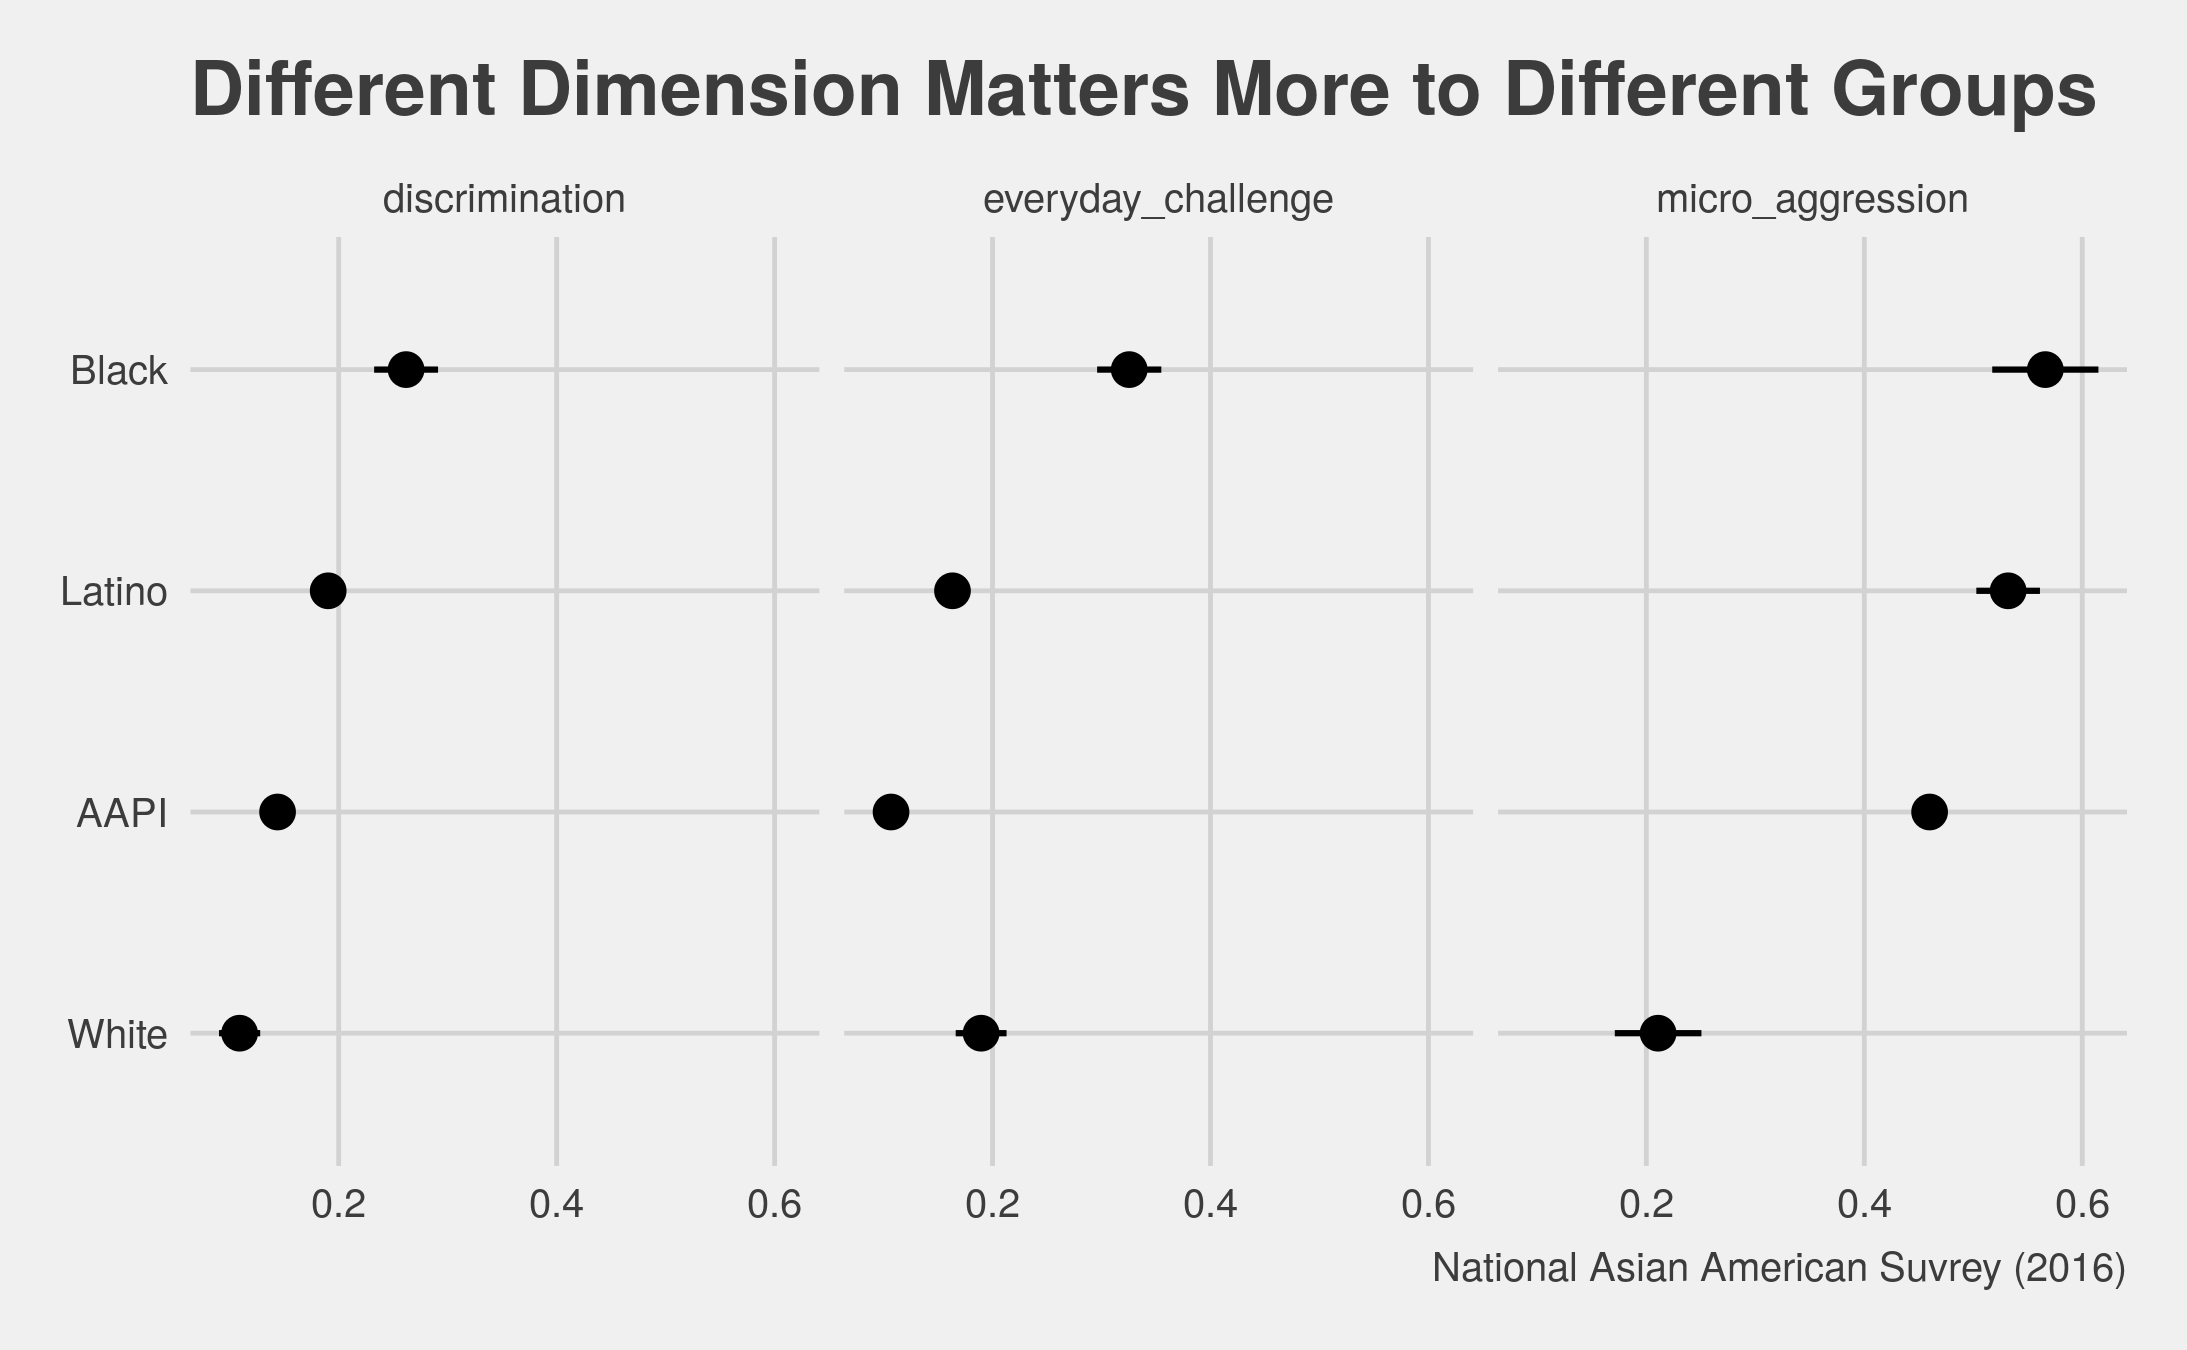 Different Dimension Matters More to Different Groups
discrimination
everyday_challenge
micro_aggression
Black
Latino
AAPI
White
0.2 0.4 0.6 0.2 0.4 0.6 0.2 0.4 0.6
National Asian American Suvrey (2016)